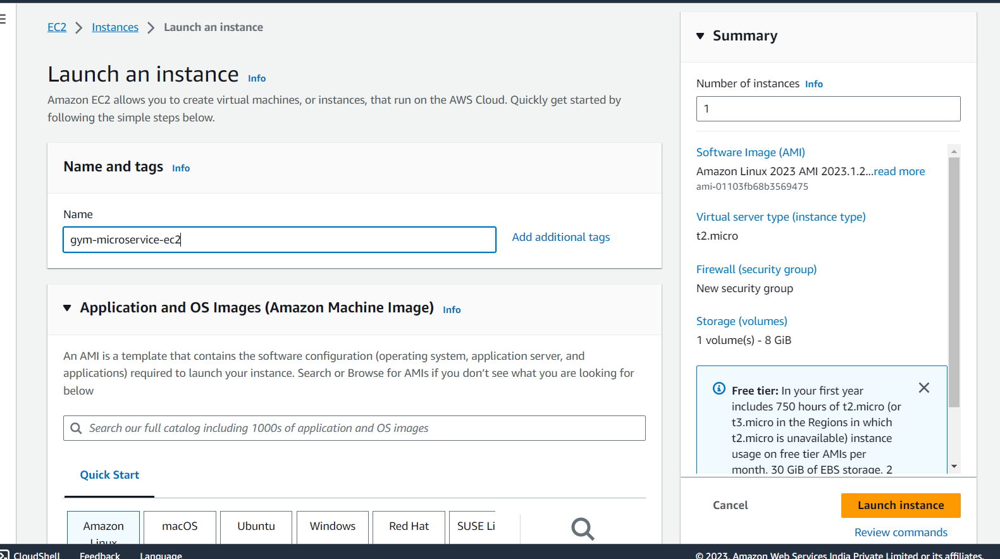 EC2 > Instances > Launch an instance
Launch an instance Info
Amazon EC2 allows you to create virtual machines, or instances, that run on the AWS Cloud. Quickly get started by
following the simple steps below.
Name and tags Info
Name
gym-microservice-ec2
Add additional tags
Application and OS Images (Amazon Machine Image) Info
An AMI is a template that contains the software configuration (operating system, application server, and
applications) required to launch your instance. Search or Browse for AMIs if you don't see what you are looking for
below
Search our full catalog including 1000s of application and OS images
Quick Start
Amazon
Linux
macOS
Ubuntu
Windows
Red Hat
SUSE Li
Summary
Number of instances Info
1
Software Image (AMI)
Amazon Linux 2023 AMI 2023.1.2...read more
ami-01103fb68b3569475
Virtual server type (instance type)
t2.micro
Firewall (security group)
New security group
Storage (volumes)
1 volume(s) - 8 GiB
Free tier: In your first year
includes 750 hours of t2.micro (or
t3.micro in the Regions in which
t2.micro is unavailable) instance
usage on free tier AMIs per
month, 30 GiB of EBS storage, 2
Cancel
Launch instance
Review commands
CloudShell Feedback Language
© 2023, Amazon Web Services India Private Limited or its affiliates.